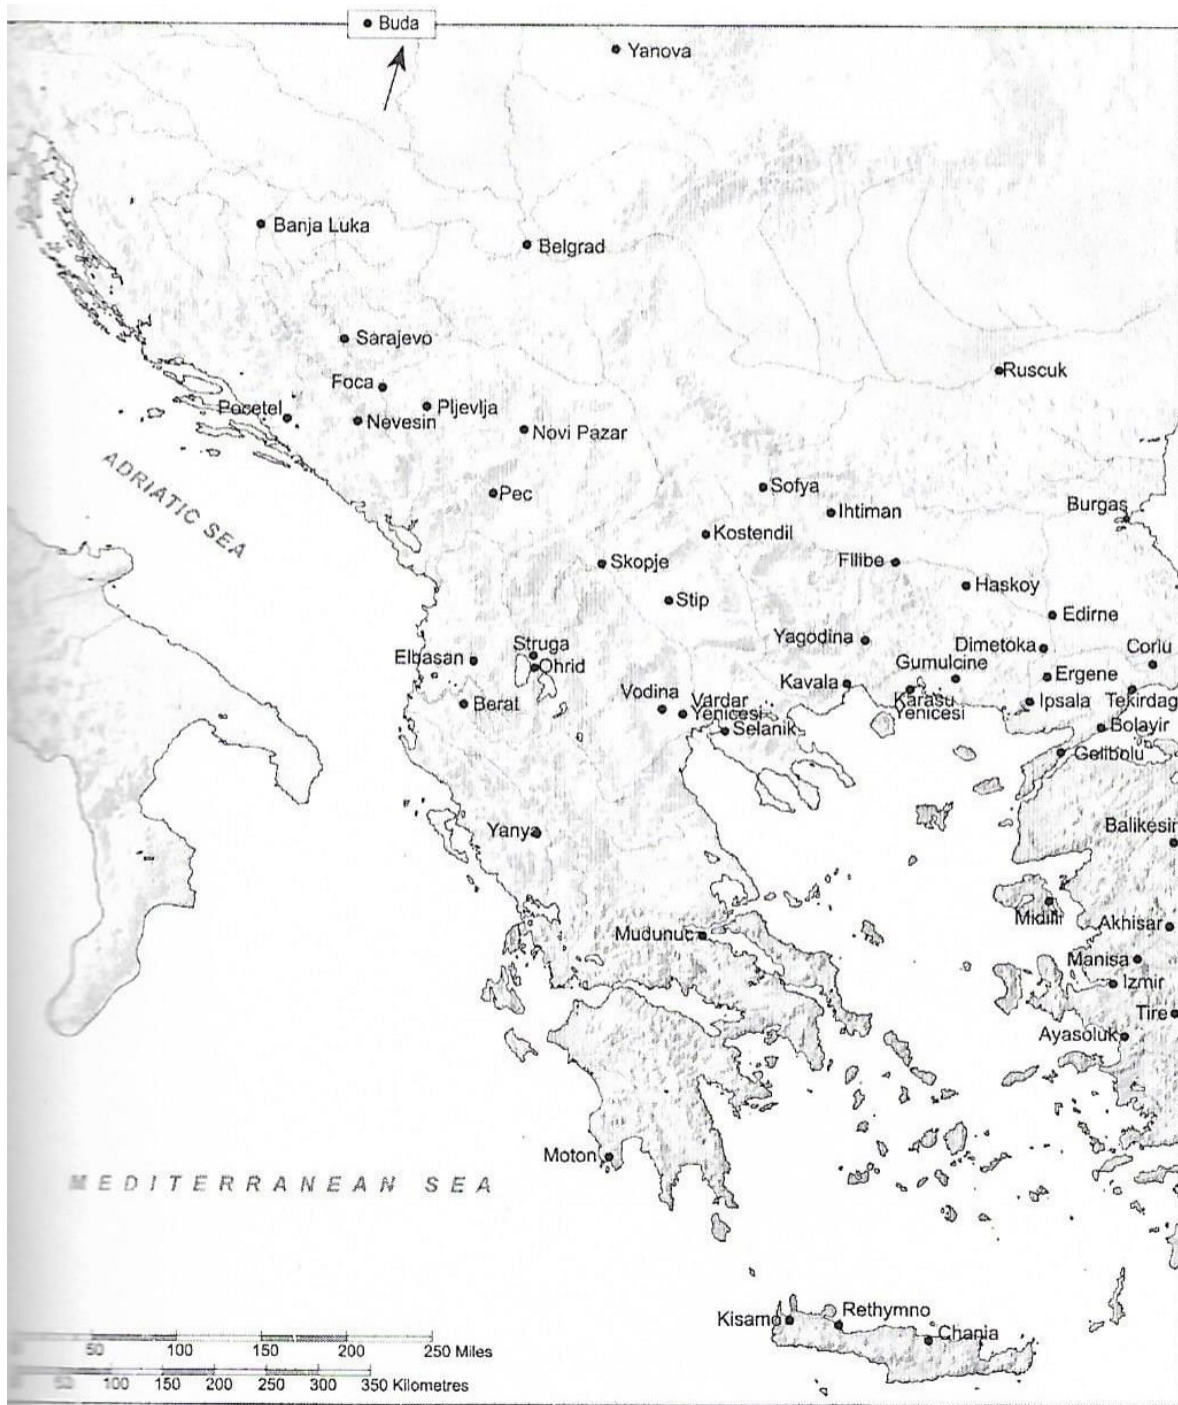 Buda
Yanova
Banja Luka
Belgrad
Sarajevo
Foca
Ruscuk
Pocetel
Pljevlja
Nevesin
Novi Pazar
ADRIATIC SEA
Pec
Sofya
Ihtiman
Burgas
Kostendil
Skopje
Filibe
Haskoy
Stip
Edirne
Yagodina
Dimetoka
Corlu
Struga
Elbasan
Ohrid
Gumulcine
Ergene
Kavala
Vodina
Vardar
Yenicesi
Karasu
Yenicesi
Ipsala
Tekirdag
Berat
Selanik
Bolayir
Gelibolu
Yanya
Balikesir
Midilli
Akhisar
Mudunuc
Manisa
Izmir
Tire
Ayasoluk
Moton
MEDITERRANEAN SEA
Kisamo
Rethymno
Chania
50 100 150 200 250 Miles
50 100 150 200 250 300 350 Kilometres